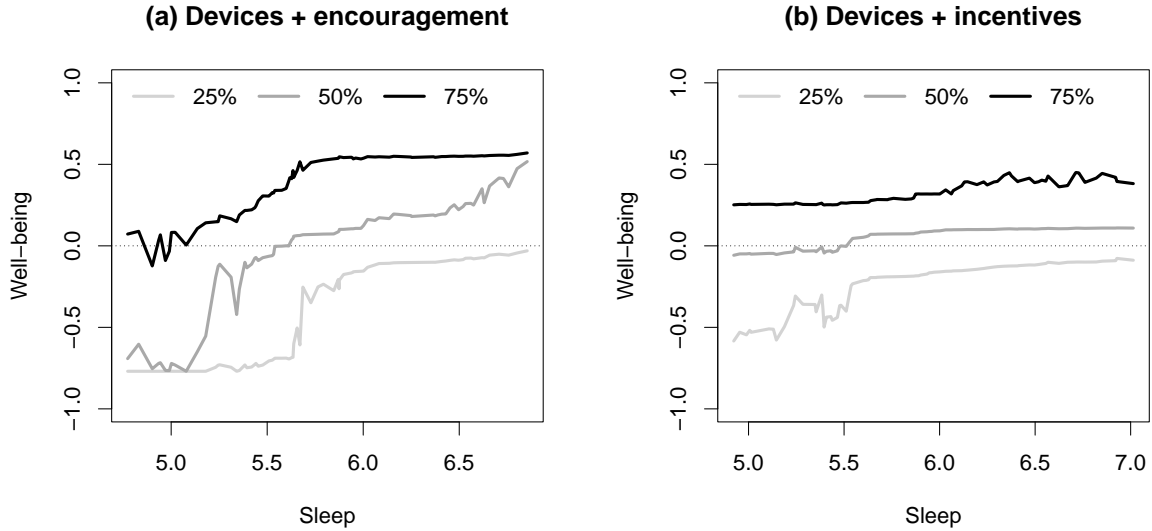 (a) Devices + encouragement
25% 50% 75%
Well−being
1.0
0.5
0.0
−0.5
−1.0
5.0 5.5 6.0 6.5
Sleep
(b) Devices + incentives
25% 50% 75%
Well−being
1.0
0.5
0.0
−0.5
−1.0
5.0 5.5 6.0 6.5 7.0
Sleep